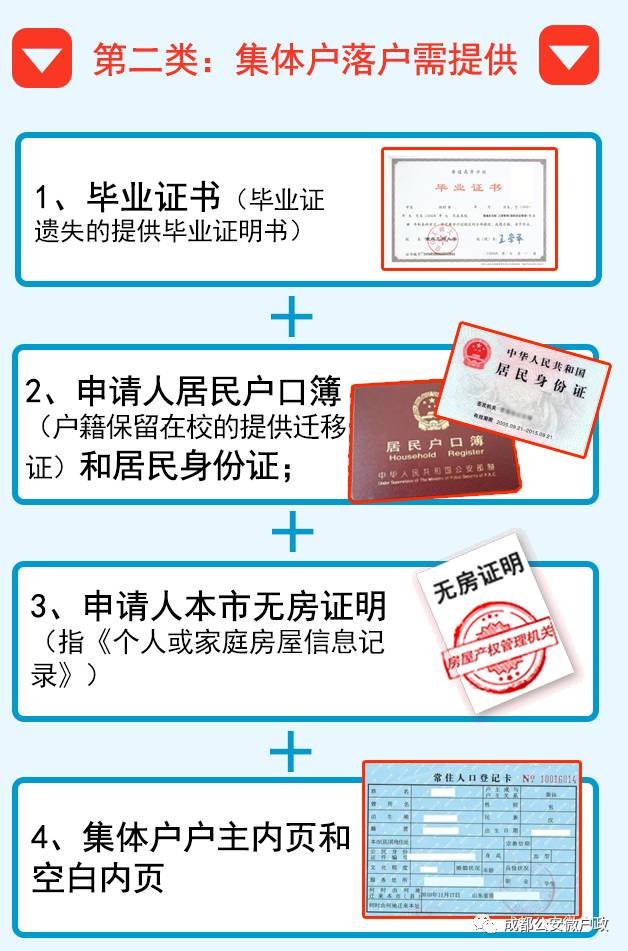 第二类：集体户落户需提供
1、毕业证书（毕业证
遗失的提供毕业证明书）
毕业证书
2、申请人居民户口簿
（户籍保留在校的提供迁移
证）和居民身份证；
中华人民共和国
居民身份证
签发机关
有效期限 2005.09.21-2015.09.21
居民户口簿
Household Register
中华人民共和国公安部制
Under Supervision of The Ministry of Public Security of P.R.C
3、申请人本市无房证明
（指《个人或家庭房屋信息记
录》）
无房证明
房屋产权管理机关
4、集体户户主内页和
空白内页
常住人口登记卡
成都公安微户政